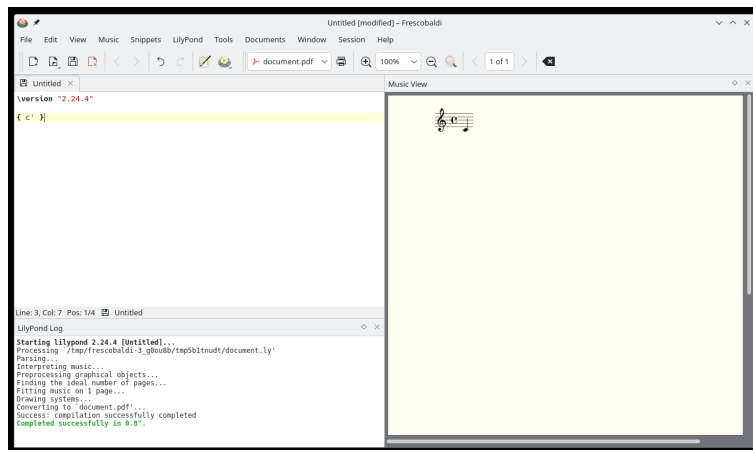 Untitled [modified] – Frescobaldi
File Edit View Music Snippets LilyPond Tools Documents Window Session Help
document.pdf 100% 1 of 1
Untitled
\version "2.24.4"
{ c' }
Line: 3, Col: 7 Pos: 1/4 Untitled
LilyPond Log
Starting lilypond 2.24.4 [Untitled]...
Processing `/tmp/frescobaldi-3_g0ou8b/tmp5b1tnudt/document.ly'
Parsing...
Interpreting music...
Preprocessing graphical objects...
Finding the ideal number of pages...
Fitting music on 1 page...
Drawing systems...
Converting to `document.pdf'...
Success: compilation successfully completed
Completed successfully in 0.8".
Music View